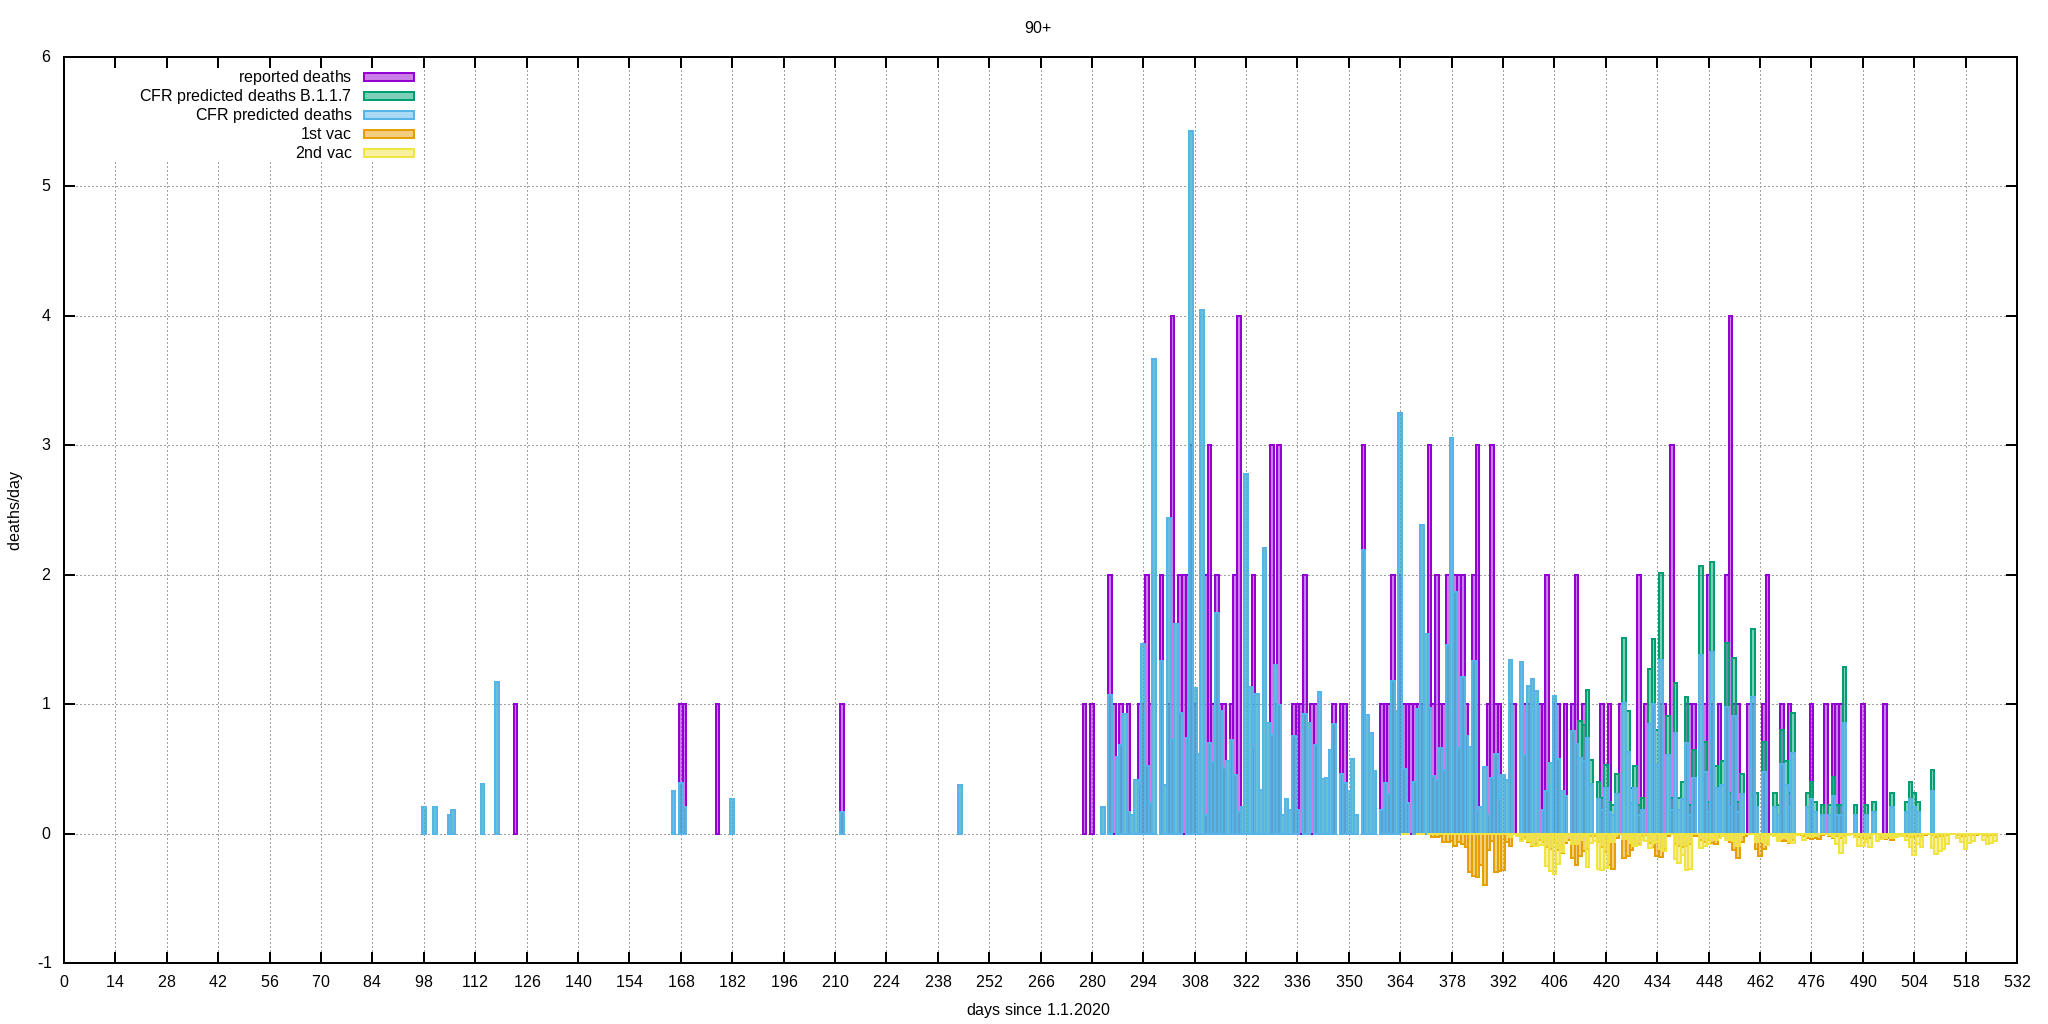 90+
6
reported deaths
CFR predicted deaths B.1.1.7
CFR predicted deaths
1st vac
2nd vac
5
4
3
deaths/day
2
1
0
-1
0 14 28 42 56 70 84 98 112 126 140 154 168 182 196 210 224 238 252 266 280 294 308 322 336 350 364 378 392 406 420 434 448 462 476 490 504 518 532
days since 1.1.2020